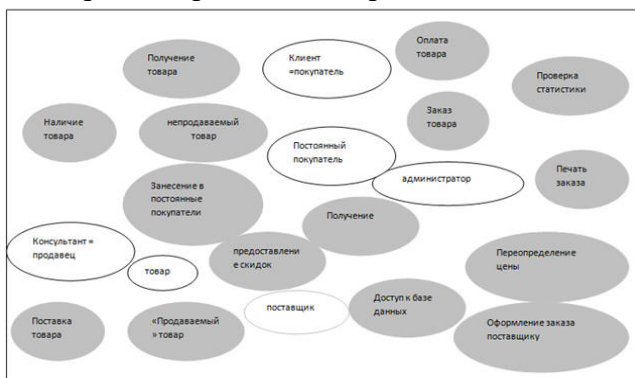 Получение
товара
Клиент
=покупатель
Оплата
товара
Проверка
статистики
Наличие
товара
непродаваемый
товар
Заказ
товара
Постоянный
покупатель
администратор
Печать
заказа
Занесение в
постоянные
покупатели
Получение
Консультант =
продавец
товар
предоставлени
е скидок
Переопределение
цены
поставщик
Доступ к базе
данных
Поставка
товара
«Продаваемый
» товар
Оформление заказа
поставщику